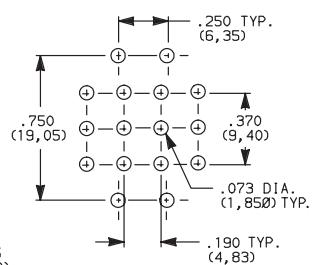 .250 TYP.
(6,35)
.750
(19,05)
.370
(9,40)
.073 DIA.
(1,850) TYP.
.190 TYP.
(4,83)